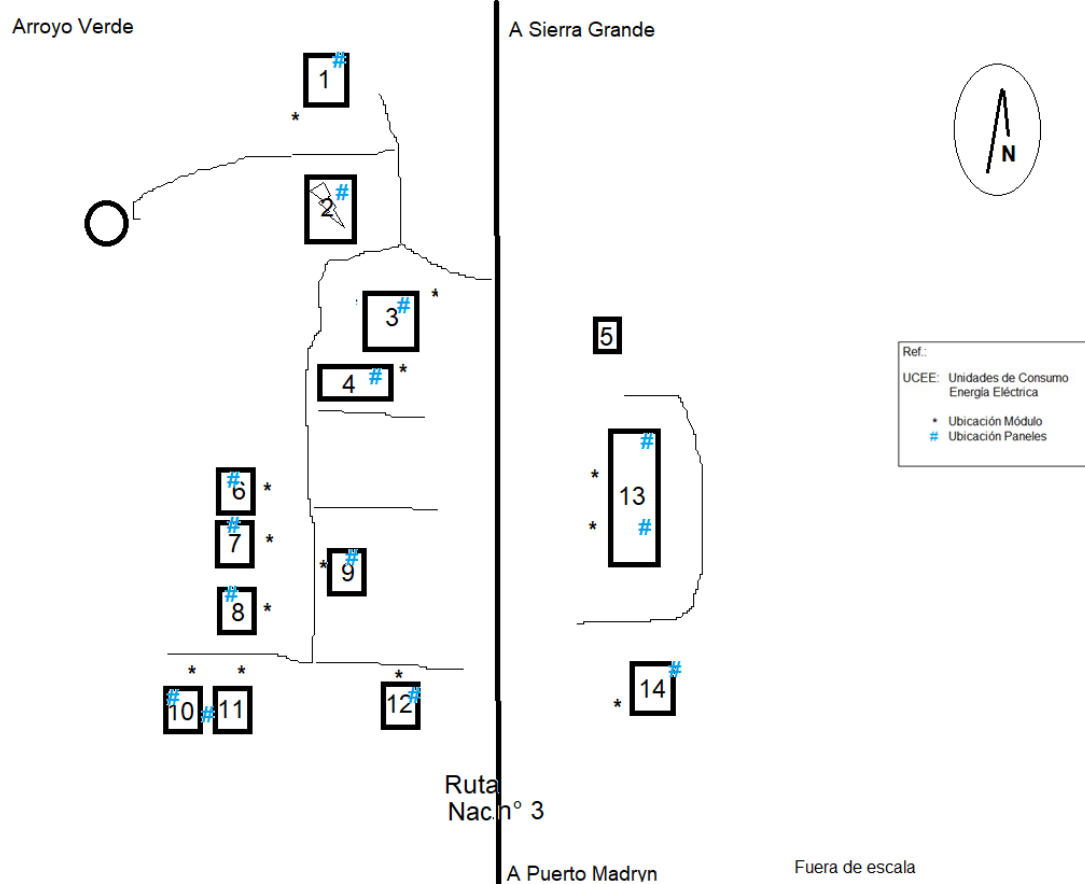 Arroyo Verde
A Sierra Grande
#
1
*
N
#
2
*
#
3
5
Ref.:
UCEE: Unidades de Consumo
Energía Eléctrica
* Ubicación Módulo
# Ubicación Paneles
*
#
4
#
6 *
#
7 *
#
8 *
#
* 9
#
* 13
* #
* *
#
10 # 11
*
#
12
#
14
*
Ruta
Nac.n° 3
A Puerto Madryn
Fuera de escala